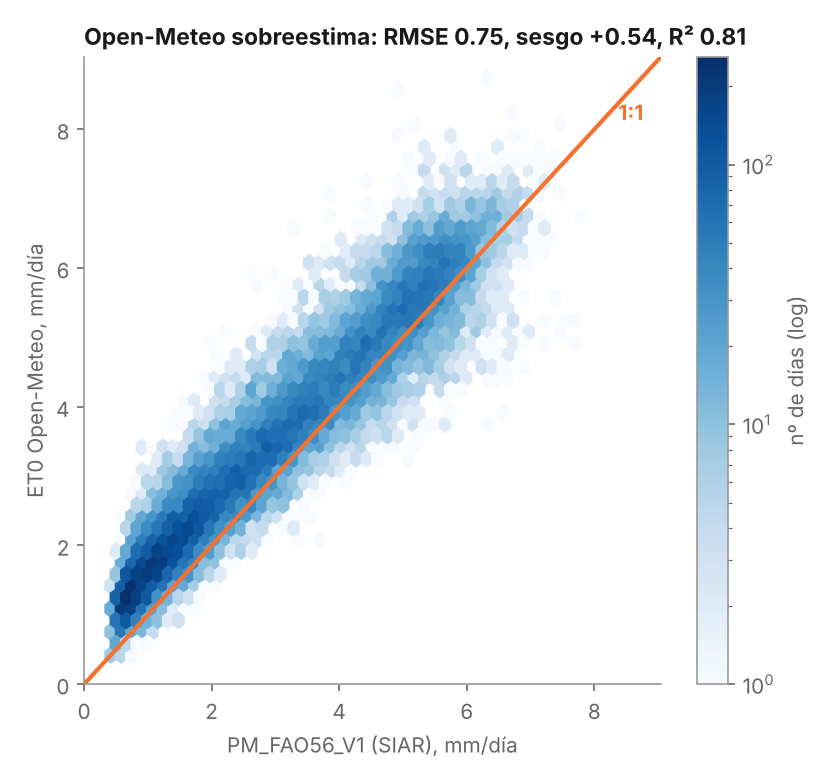 Open-Meteo sobreestima: RMSE 0.75, sesgo +0.54, R² 0.81
1:1
ET0 Open-Meteo, mm/día
8
6
4
2
0
0 2 4 6 8
PM_FAO56_V1 (SIAR), mm/día
10²
10¹
10⁰
nº de días (log)